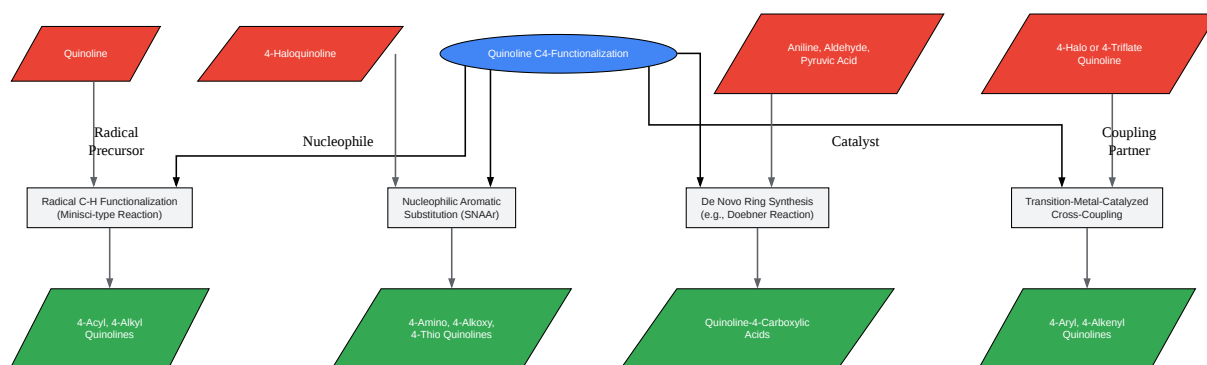 Quinoline
4-Haloquinoline
Quinoline C4-Functionalization
Aniline, Aldehyde,
Pyruvic Acid
4-Halo or 4-Triflate
Quinoline
Radical
Precursor
Nucleophile
Catalyst
Coupling
Partner
Radical C-H Functionalization
(Minisci-type Reaction)
Nucleophilic Aromatic
Substitution (SNAAr)
De Novo Ring Synthesis
(e.g., Doebner Reaction)
Transition-Metal-Catalyzed
Cross-Coupling
4-Acyl, 4-Alkyl
Quinolines
4-Amino, 4-Alkoxy,
4-Thio Quinolines
Quinoline-4-Carboxylic
Acids
4-Aryl, 4-Alkenyl
Quinolines